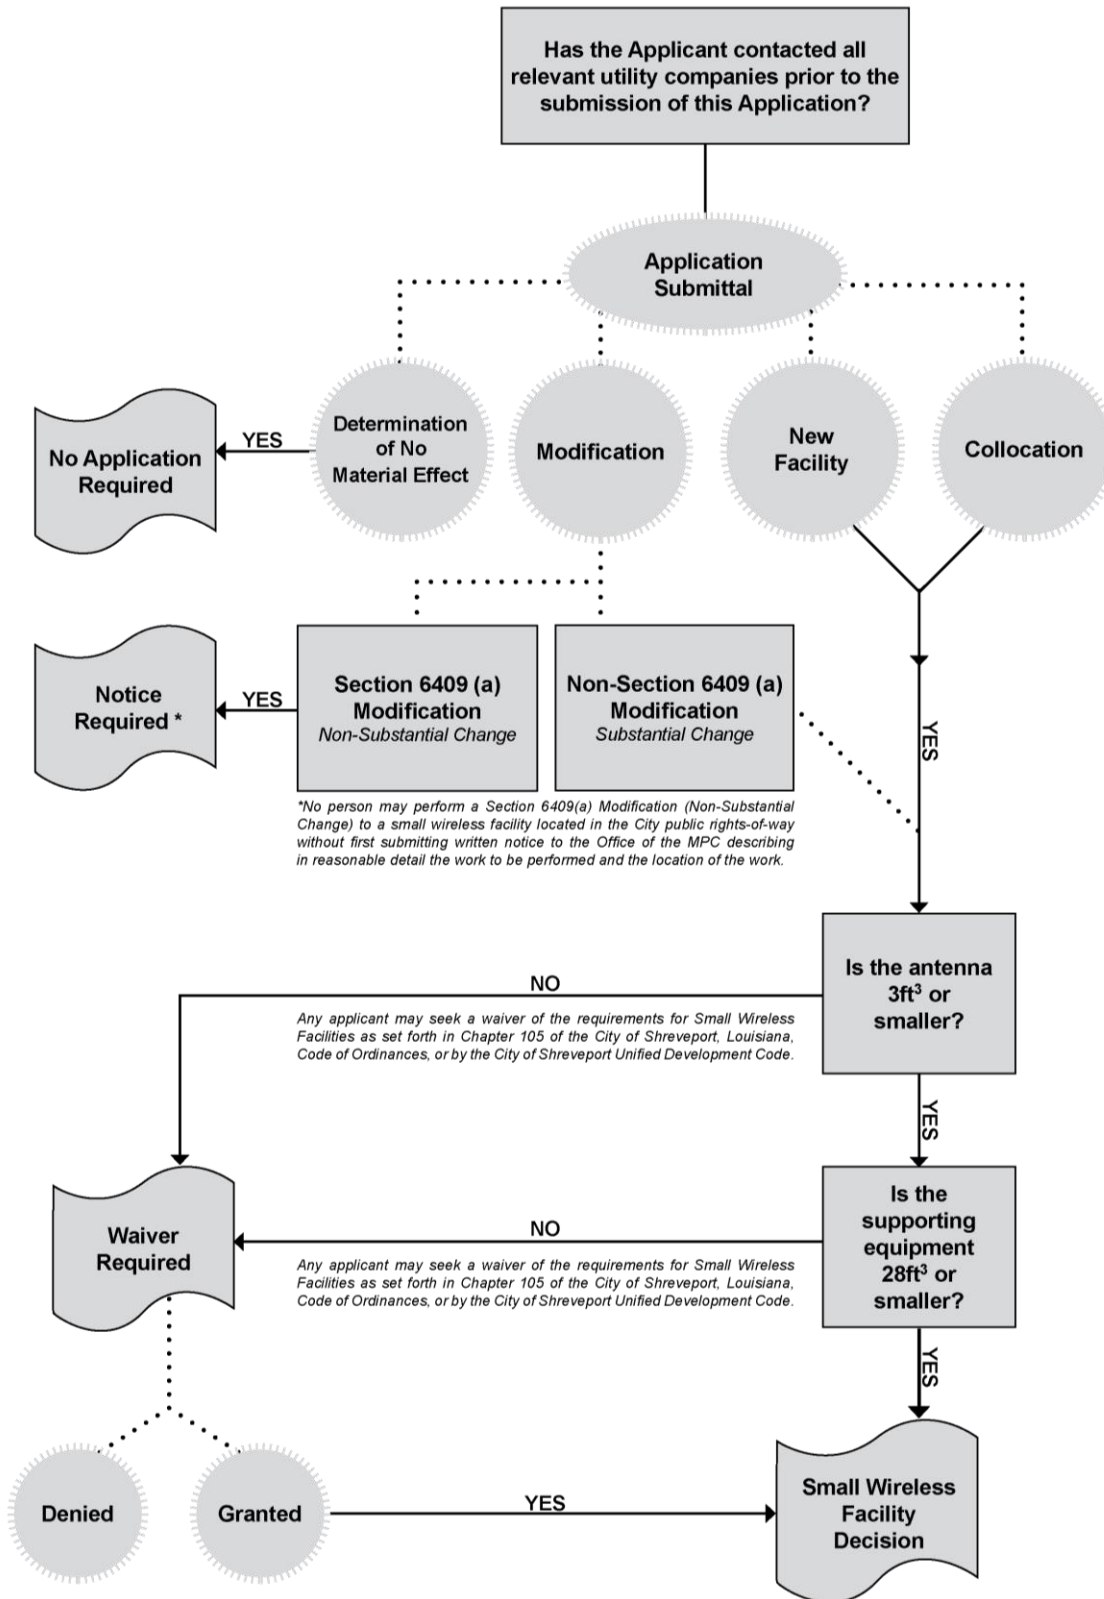 Has the Applicant contacted all
relevant utility companies prior to the
submission of this Application?
Application
Submittal
Determination
of No
Material Effect
Modification
New
Facility
Collocation
YES
No Application
Required
Section 6409 (a)
Modification
Non-Substantial Change
Non-Section 6409 (a)
Modification
Substantial Change
YES
Notice
Required *
YES
*No person may perform a Section 6409(a) Modification (Non-Substantial
Change) to a small wireless facility located in the City public rights-of-way
without first submitting written notice to the Office of the MPC describing
in reasonable detail the work to be performed and the location of the work.
Is the antenna
3ft³ or
smaller?
NO
Any applicant may seek a waiver of the requirements for Small Wireless
Facilities as set forth in Chapter 105 of the City of Shreveport, Louisiana,
Code of Ordinances, or by the City of Shreveport Unified Development Code.
YES
Is the
supporting
equipment
28ft³ or
smaller?
NO
Any applicant may seek a waiver of the requirements for Small Wireless
Facilities as set forth in Chapter 105 of the City of Shreveport, Louisiana,
Code of Ordinances, or by the City of Shreveport Unified Development Code.
Waiver
Required
YES
Denied
Granted
YES
Small Wireless
Facility
Decision